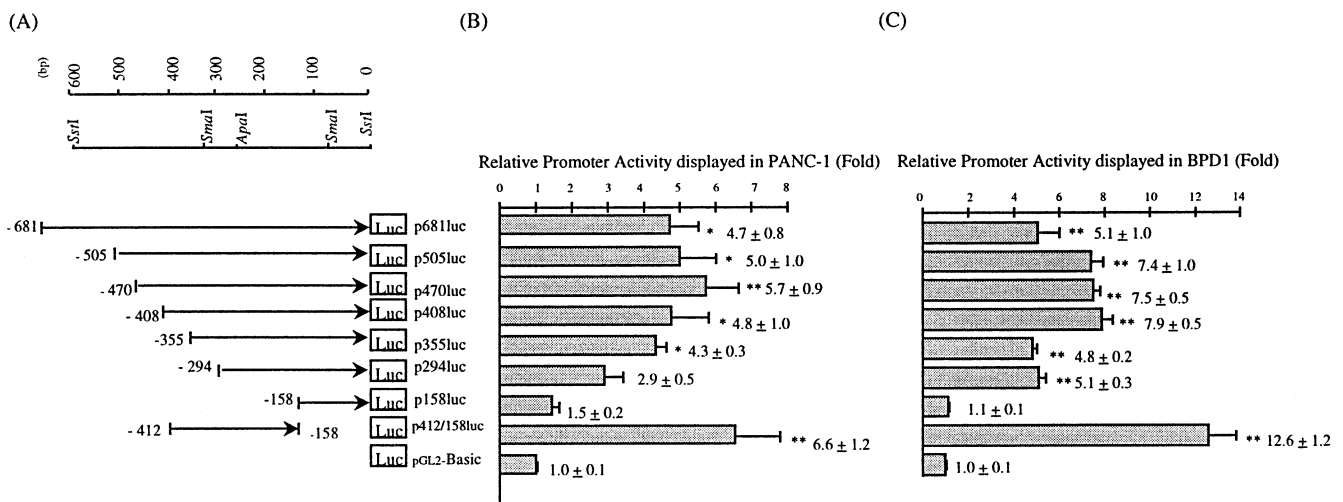 (A)
(B)
(C)
(bp)
600
500
400
300
200
100
0
SstI
SmaI
ApaI
SmaI
SstI
Relative Promoter Activity displayed in PANC-1 (Fold)
0 1 2 3 4 5 6 7 8
Relative Promoter Activity displayed in BPD1 (Fold)
0 2 4 6 8 10 12 14
- 681 Luc p681luc * 4.7 ± 0.8 ** 5.1 ± 1.0
- 505 Luc p505luc * 5.0 ± 1.0 ** 7.4 ± 1.0
- 470 Luc p470luc ** 5.7 ± 0.9 ** 7.5 ± 0.5
- 408 Luc p408luc * 4.8 ± 1.0 ** 7.9 ± 0.5
-355 Luc p355luc * 4.3 ± 0.3 ** 4.8 ± 0.2
- 294 Luc p294luc 2.9 ± 0.5 ** 5.1 ± 0.3
-158 Luc p158luc 1.5 ± 0.2 1.1 ± 0.1
-412 -158 Luc p412/158luc ** 6.6 ± 1.2 ** 12.6 ± 1.2
Luc pGL2-Basic 1.0 ± 0.1 1.0 ± 0.1